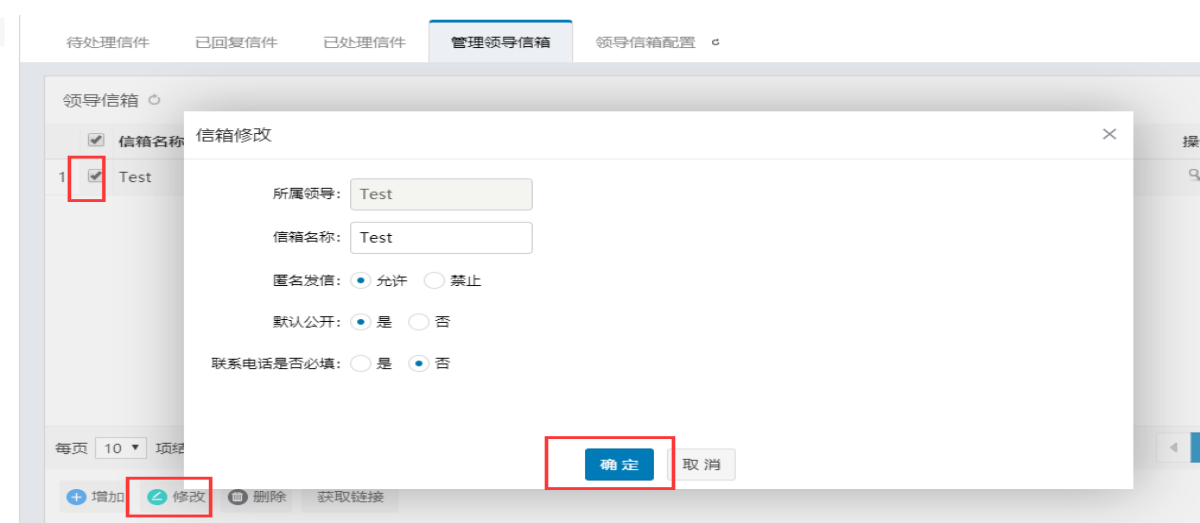 待处理信件 已回复信件 已处理信件 管理领导信箱 领导信箱配置
领导信箱
信箱名称
信箱修改
操
1 Test
所属领导: Test
信箱名称: Test
匿名发信: 允许 禁止
默认公开: 是 否
联系电话是否必填: 是 否
每页 10 项结
确定 取消
增加 修改 删除 获取链接